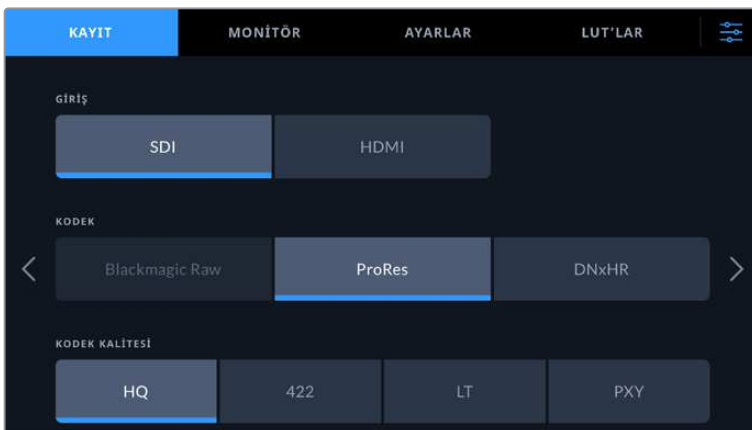 KAYIT MONİTÖR AYARLAR LUT'LAR
GİRİŞ
SDI HDMI
KODEK
Blackmagic Raw ProRes DNxHR
KODEK KALİTESİ
HQ 422 LT PXY